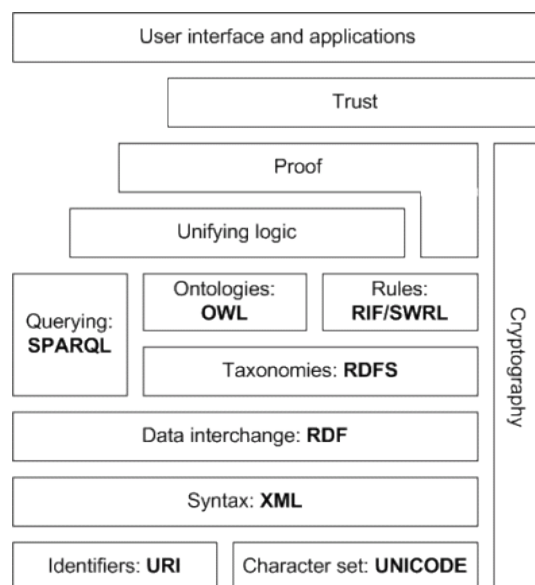 User interface and applications
Trust
Proof
Unifying logic
Querying:
SPARQL
Ontologies:
OWL
Rules:
RIF/SWRL
Taxonomies: RDFS
Cryptography
Data interchange: RDF
Syntax: XML
Identifiers: URI
Character set: UNICODE